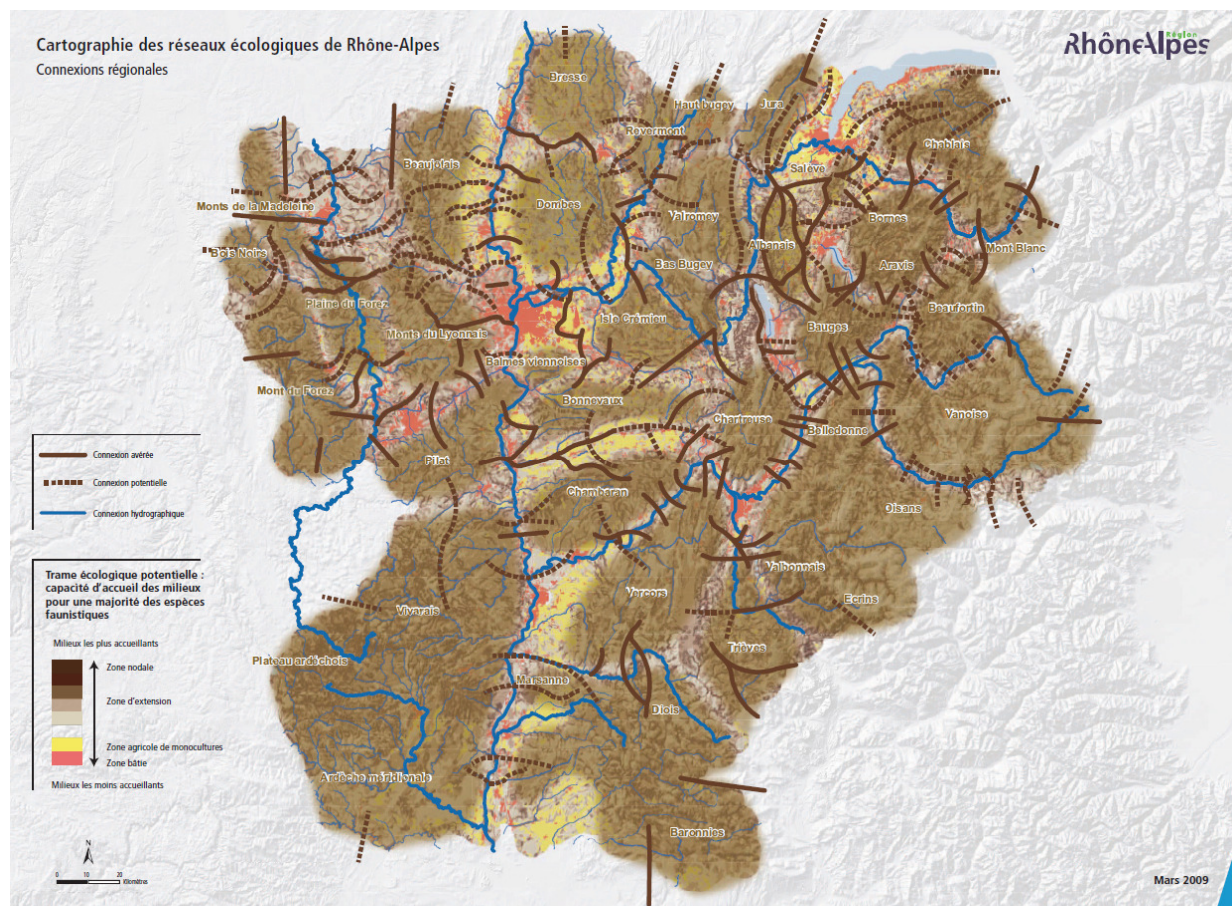 Cartographie des réseaux écologiques de Rhône-Alpes
Connexions régionales
Région
RhôneAlpes
Bresse
Haut bugey
Jura
Revermont
Chablais
Beaujolais
Salève
Dombes
Monts de la Madeleine
Valromey
Bornes
Albanais
Mont Blanc
Bois Noirs
Bas Bugey
Aravis
Plaine du Forez
Beaufortin
Isle Crémieu
Monts du Lyonnais
Bauges
Balmes viennoises
Mont du Forez
Bonnevaux
Vanoise
Chartreuse
Belledonne
Pilat
Chambaran
Oisans
Valbonnais
Vercors
Ecrins
Vivarais
Trièves
Plateau ardéchois
Marsanne
Diois
Ardèche méridionale
Baronnies
Connexion avérée
Connexion potentielle
Connexion hydrographique
Trame écologique potentielle :
capacité d'accueil des milieux
pour une majorité des espèces
faunistiques
Milieux les plus accueillants
Zone nodale
Zone d'extension
Zone agricole de monocultures
Zone bâtie
Milieux les moins accueillants
N
0 10 20
Kilomètres
Mars 2009